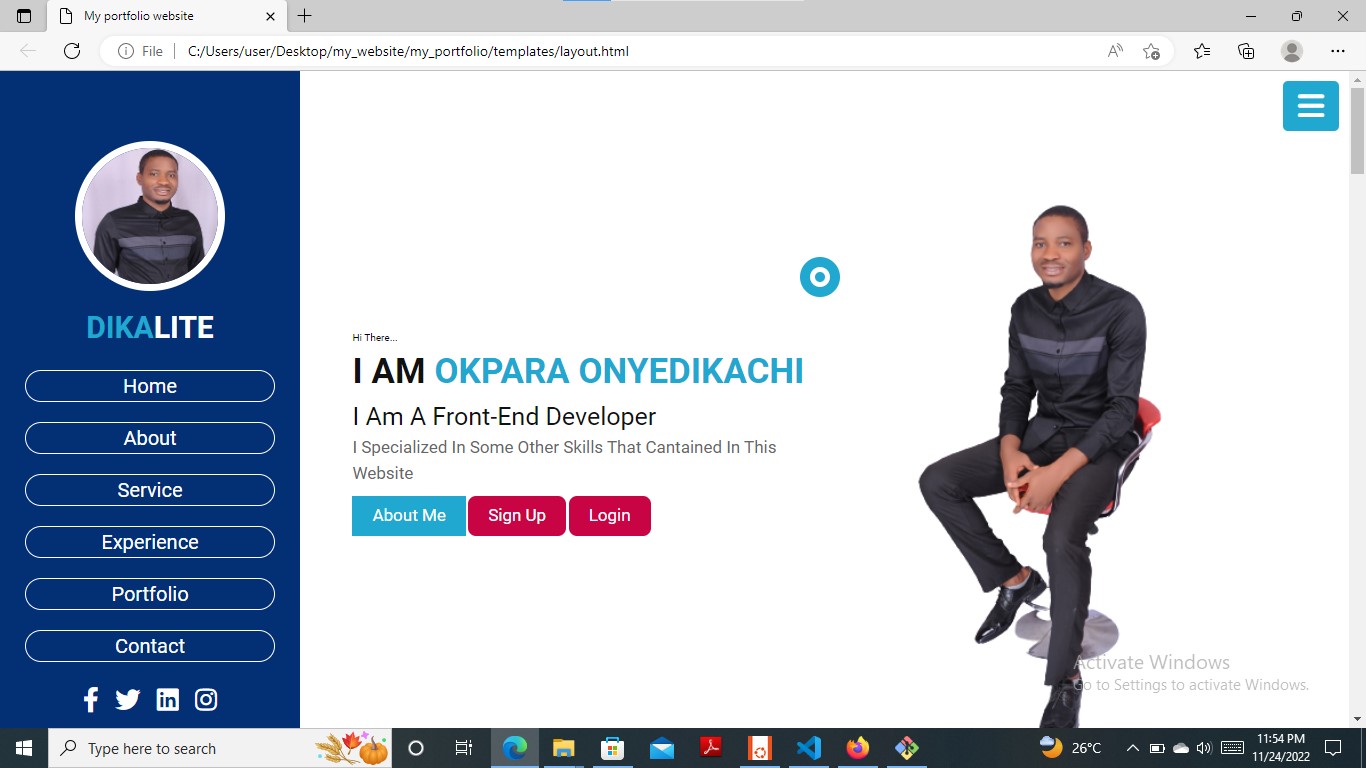 My portfolio website
File
C:/Users/user/Desktop/my_website/my_portfolio/templates/layout.html
DIKALITE
Home
About
Service
Experience
Portfolio
Contact
Hi There...
I AM OKPARA ONYEDIKACHI
I Am A Front-End Developer
I Specialized In Some Other Skills That Cantained In This
Website
About Me
Sign Up
Login
Activate Windows
Go to Settings to activate Windows.
Type here to search
26°C
11:54 PM
11/24/2022